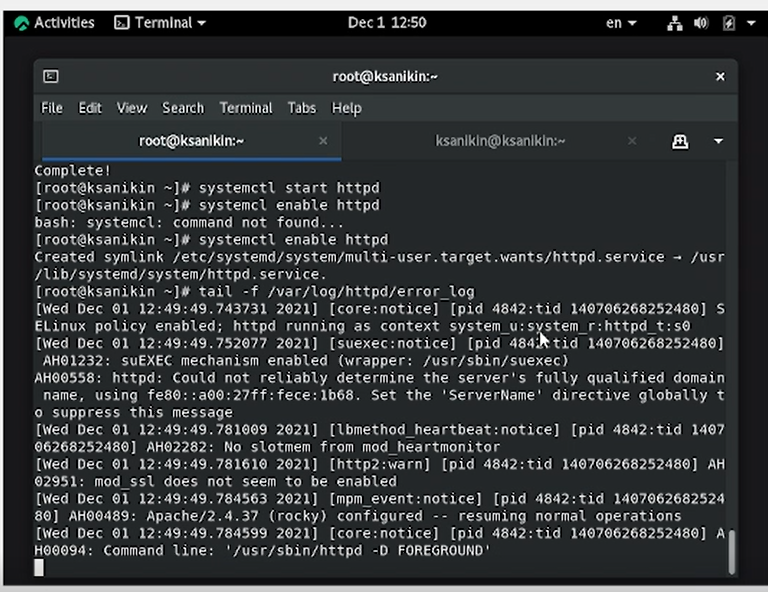 Activities Terminal Dec 1 12:50 en
root@ksanikin:~
File Edit View Search Terminal Tabs Help
root@ksanikin:~ ksanikin@ksanikin:~
Complete!
[root@ksanikin ~]# systemctl start httpd
[root@ksanikin ~]# systemcl enable httpd
bash: systemcl: command not found...
[root@ksanikin ~]# systemctl enable httpd
Created symlink /etc/systemd/system/multi-user.target.wants/httpd.service → /usr
/lib/systemd/system/httpd.service.
[root@ksanikin ~]# tail -f /var/log/httpd/error_log
[Wed Dec 01 12:49:49.743731 2021] [core:notice] [pid 4842:tid 140706268252480] S
ELinux policy enabled; httpd running as context system_u:system_r:httpd_t:s0
[Wed Dec 01 12:49:49.752077 2021] [suexec:notice] [pid 4842:tid 140706268252480]
 AH01232: suEXEC mechanism enabled (wrapper: /usr/sbin/suexec)
AH00558: httpd: Could not reliably determine the server's fully qualified domain
 name, using fe80::a00:27ff:fece:1b68. Set the 'ServerName' directive globally t
o suppress this message
[Wed Dec 01 12:49:49.781009 2021] [lbmethod_heartbeat:notice] [pid 4842:tid 1407
06268252480] AH02282: No slotmem from mod_heartmonitor
[Wed Dec 01 12:49:49.781610 2021] [http2:warn] [pid 4842:tid 140706268252480] AH
02951: mod_ssl does not seem to be enabled
[Wed Dec 01 12:49:49.784563 2021] [mpm_event:notice] [pid 4842:tid 1407062682524
80] AH00489: Apache/2.4.37 (rocky) configured -- resuming normal operations
[Wed Dec 01 12:49:49.784599 2021] [core:notice] [pid 4842:tid 140706268252480] A
H00094: Command line: '/usr/sbin/httpd -D FOREGROUND'